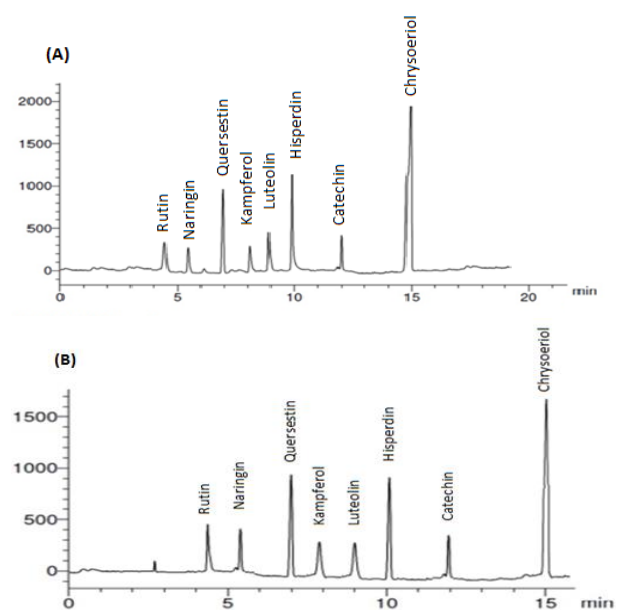 (A)
Chrysoeriol
Hisperdin
Quersestin
Luteolin
Kampferol
Catechin
Naringin
Rutin
2000
1500
1000
500
0
0 5 10 15 20 min
(B)
Chrysoeriol
Quersestin
Hisperdin
Kampferol
Luteolin
Catechin
Naringin
Rutin
1500
1000
500
0
0 5 10 15 min